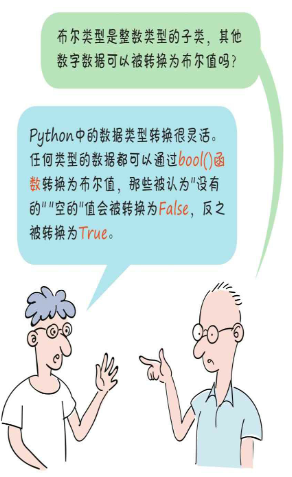 布尔类型是整数类型的子类，其他
数字数据可以被转换为布尔值吗？
Python中的数据类型转换很灵活。
任何类型的数据都可以通过bool()函
数转换为布尔值，那些被认为"没有
的""空的"值会被转换为False，反之
被转换为True。